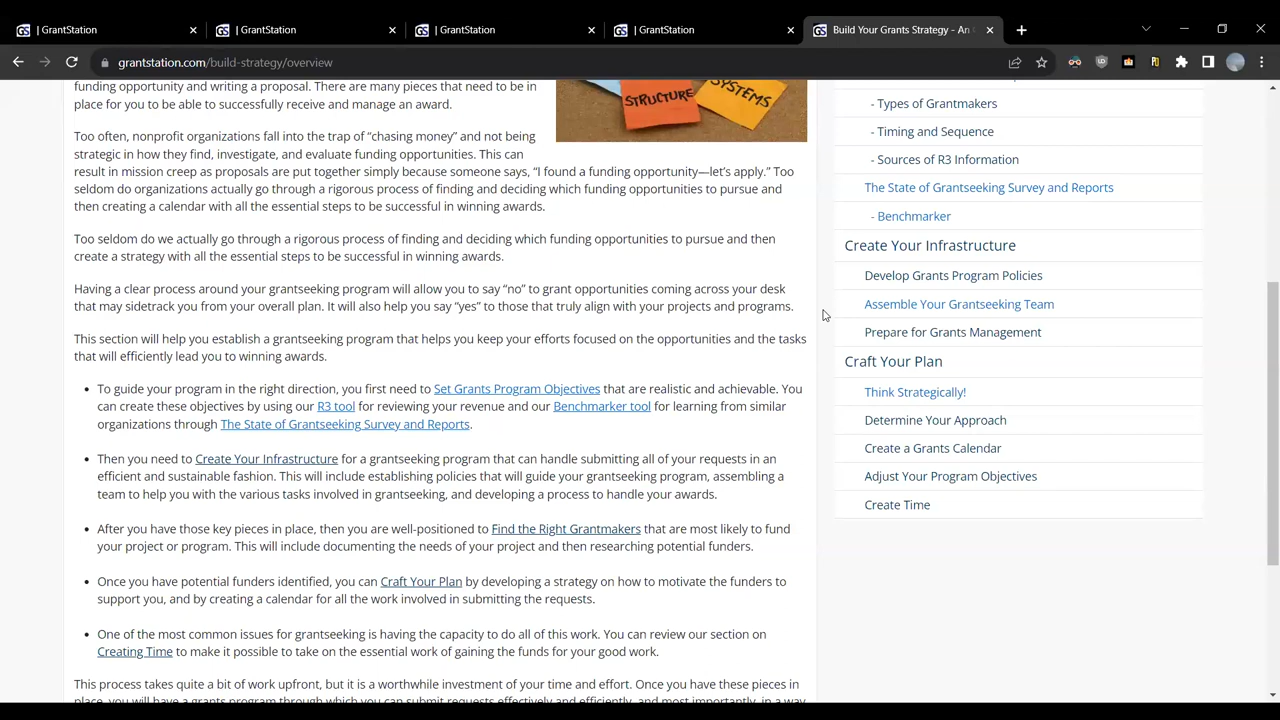 | GrantStation
| GrantStation
| GrantStation
| GrantStation
Build Your Grants Strategy - An
grantstation.com/build-strategy/overview
funding opportunity and writing a proposal. There are many pieces that need to be in
place for you to be able to successfully receive and manage an award.
STRUCTURE
SYSTEMS
Too often, nonprofit organizations fall into the trap of “chasing money” and not being
strategic in how they find, investigate, and evaluate funding opportunities. This can
result in mission creep as proposals are put together simply because someone says, “I found a funding opportunity—let’s apply.” Too
seldom do organizations actually go through a rigorous process of finding and deciding which funding opportunities to pursue and
then creating a calendar with all the essential steps to be successful in winning awards.
Too seldom do we actually go through a rigorous process of finding and deciding which funding opportunities to pursue and then
create a strategy with all the essential steps to be successful in winning awards.
Having a clear process around your grantseeking program will allow you to say “no” to grant opportunities coming across your desk
that may sidetrack you from your overall plan. It will also help you say “yes” to those that truly align with your projects and programs.
This section will help you establish a grantseeking program that helps you keep your efforts focused on the opportunities and the tasks
that will efficiently lead you to winning awards.
• To guide your program in the right direction, you first need to Set Grants Program Objectives that are realistic and achievable. You
can create these objectives by using our R3 tool for reviewing your revenue and our Benchmarker tool for learning from similar
organizations through The State of Grantseeking Survey and Reports.
• Then you need to Create Your Infrastructure for a grantseeking program that can handle submitting all of your requests in an
efficient and sustainable fashion. This will include establishing policies that will guide your grantseeking program, assembling a
team to help you with the various tasks involved in grantseeking, and developing a process to handle your awards.
• After you have those key pieces in place, then you are well-positioned to Find the Right Grantmakers that are most likely to fund
your project or program. This will include documenting the needs of your project and then researching potential funders.
• Once you have potential funders identified, you can Craft Your Plan by developing a strategy on how to motivate the funders to
support you, and by creating a calendar for all the work involved in submitting the requests.
• One of the most common issues for grantseeking is having the capacity to do all of this work. You can review our section on
Creating Time to make it possible to take on the essential work of gaining the funds for your good work.
This process takes quite a bit of work upfront, but it is a worthwhile investment of your time and effort. Once you have these pieces in
place, you will have a grants program through which you can submit requests effectively and efficiently, and most importantly, in a way
- Types of Grantmakers
- Timing and Sequence
- Sources of R3 Information
The State of Grantseeking Survey and Reports
- Benchmarker
Create Your Infrastructure
Develop Grants Program Policies
Assemble Your Grantseeking Team
Prepare for Grants Management
Craft Your Plan
Think Strategically!
Determine Your Approach
Create a Grants Calendar
Adjust Your Program Objectives
Create Time